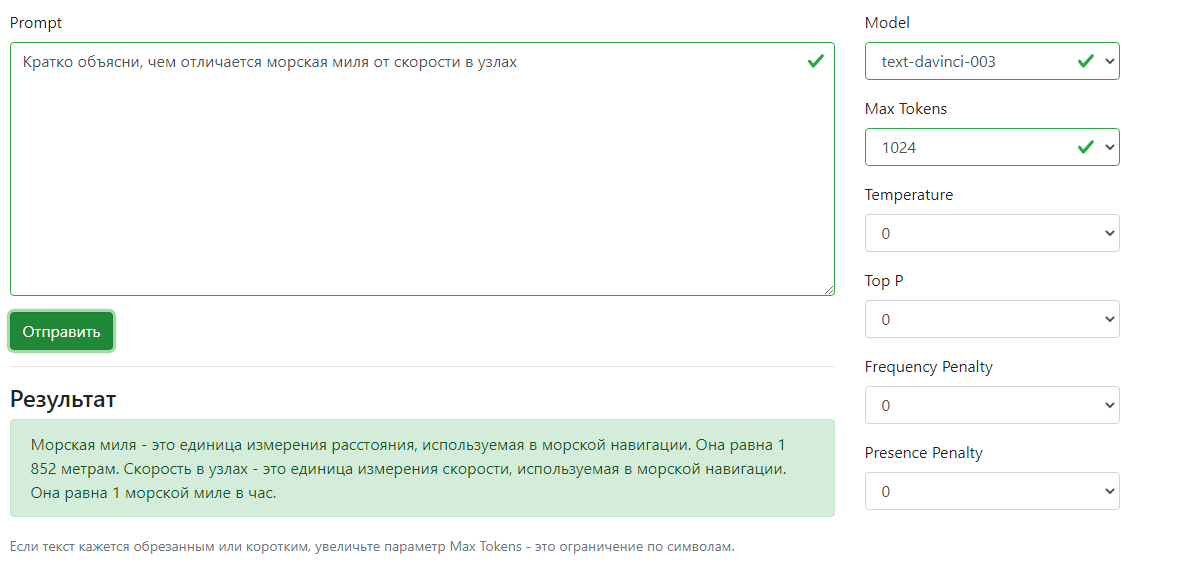 Prompt
Кратко объясни, чем отличается морская миля от скорости в узлах
Отправить
Результат
Морская миля - это единица измерения расстояния, используемая в морской навигации. Она равна 1
852 метрам. Скорость в узлах - это единица измерения скорости, используемая в морской навигации.
Она равна 1 морской миле в час.
Если текст кажется обрезанным или коротким, увеличьте параметр Max Tokens - это ограничение по символам.
Model
text-davinci-003
Max Tokens
1024
Temperature
0
Top P
0
Frequency Penalty
0
Presence Penalty
0